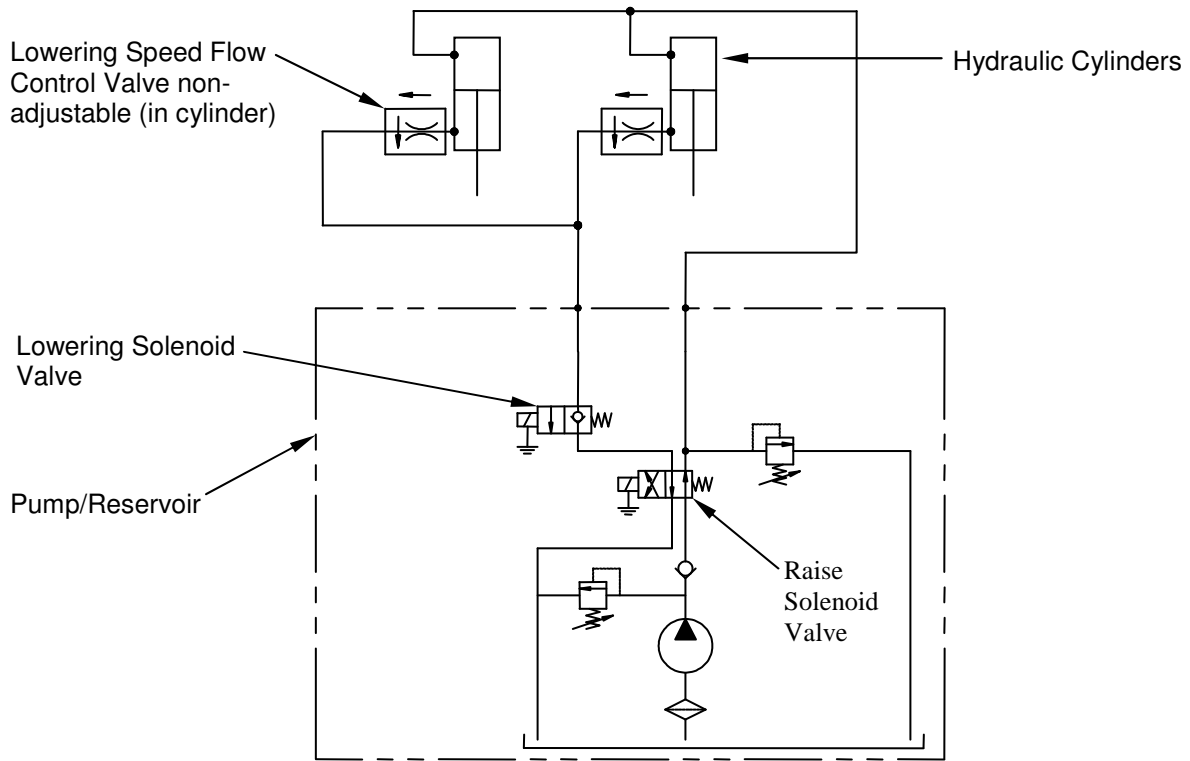 Lowering Speed Flow
Control Valve non-
adjustable (in cylinder)
Hydraulic Cylinders
Lowering Solenoid
Valve
Pump/Reservoir
Raise
Solenoid
Valve